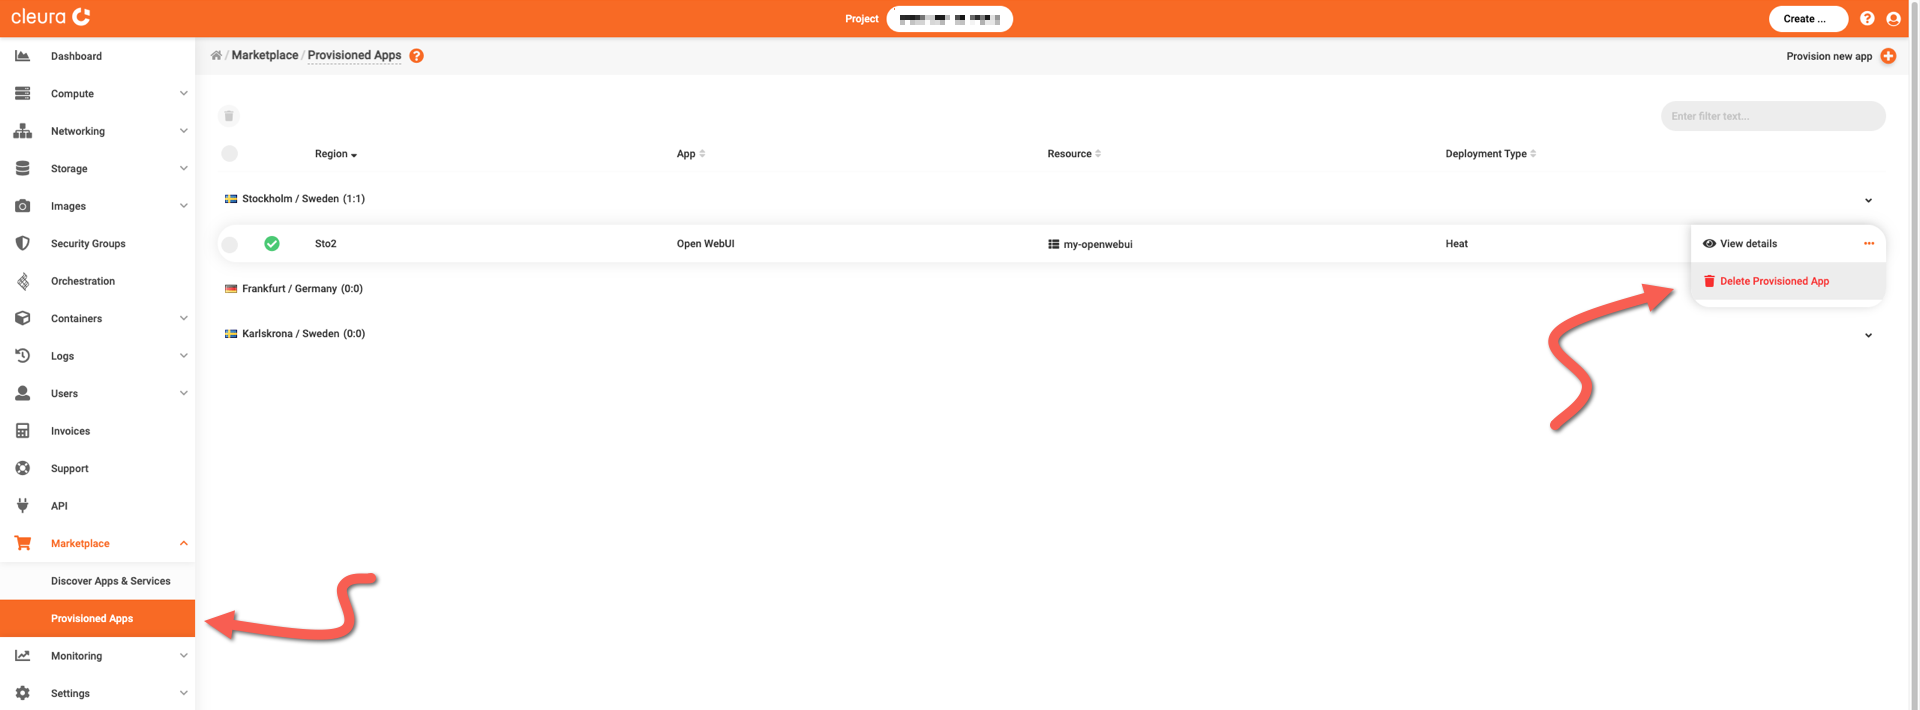 cleura
Project
Create ...
Dashboard
Compute
Networking
Storage
Images
Security Groups
Orchestration
Containers
Logs
Users
Invoices
Support
API
Marketplace
Discover Apps & Services
Provisioned Apps
Monitoring
Settings
/ Marketplace / Provisioned Apps ?
Provision new app
Enter filter text...
Region App Resource Deployment Type
Stockholm / Sweden (1:1)
Sto2 Open WebUI my-openwebui Heat View details ...
Delete Provisioned App
Frankfurt / Germany (0:0)
Karlskrona / Sweden (0:0)